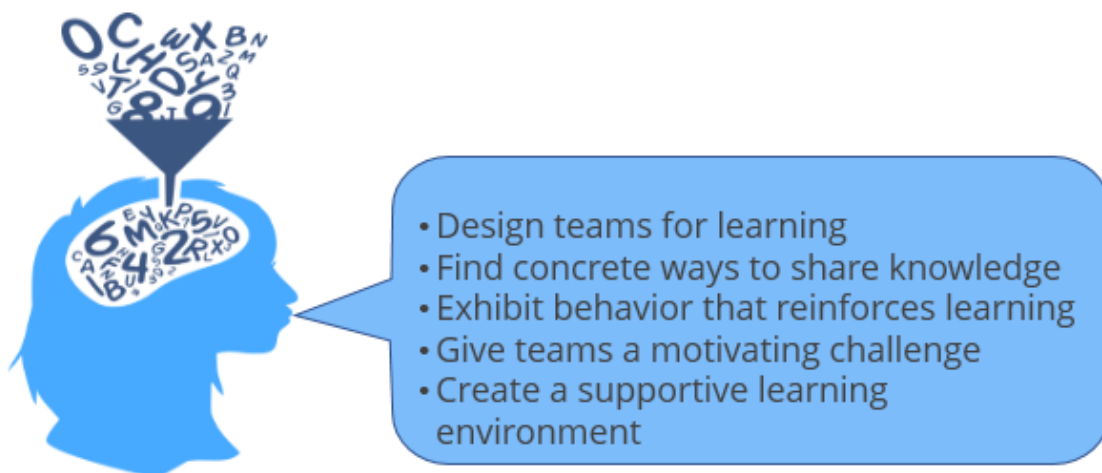 • Design teams for learning
• Find concrete ways to share knowledge
• Exhibit behavior that reinforces learning
• Give teams a motivating challenge
• Create a supportive learning
environment